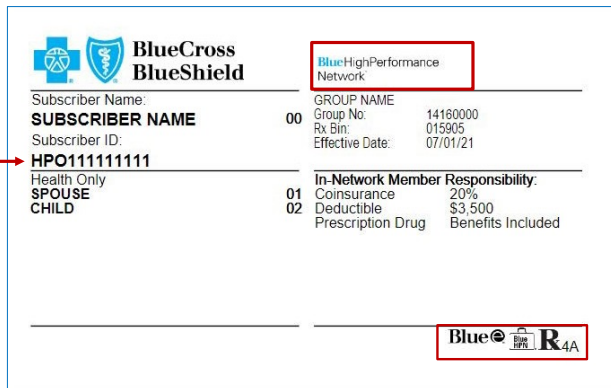 BlueCross
BlueShield
BlueHighPerformance
Network
Subscriber Name:
SUBSCRIBER NAME 00
Subscriber ID:
HPO111111111
Health Only
SPOUSE 01
CHILD 02
GROUP NAME
Group No: 14160000
Rx Bin: 015905
Effective Date: 07/01/21
In-Network Member Responsibility:
Coinsurance 20%
Deductible $3,500
Prescription Drug Benefits Included
Blue e Blue HPN Rx 4A